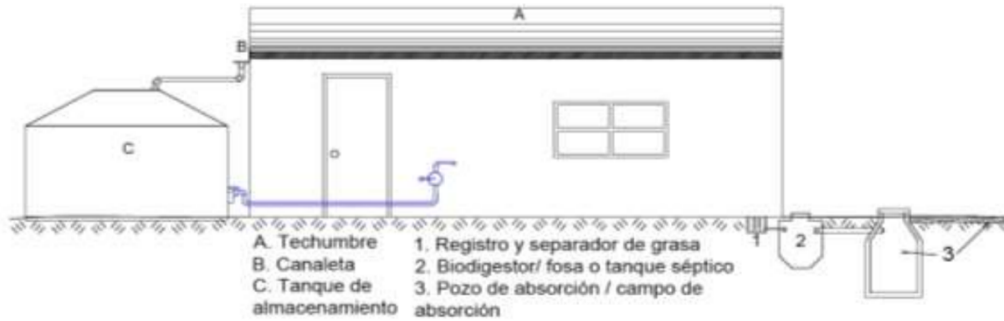 A
B
C
1
2
3
A. Techumbre
B. Canaleta
C. Tanque de
almacenamiento
1. Registro y separador de grasa
2. Biodigestor/ fosa o tanque séptico
3. Pozo de absorción / campo de
absorción